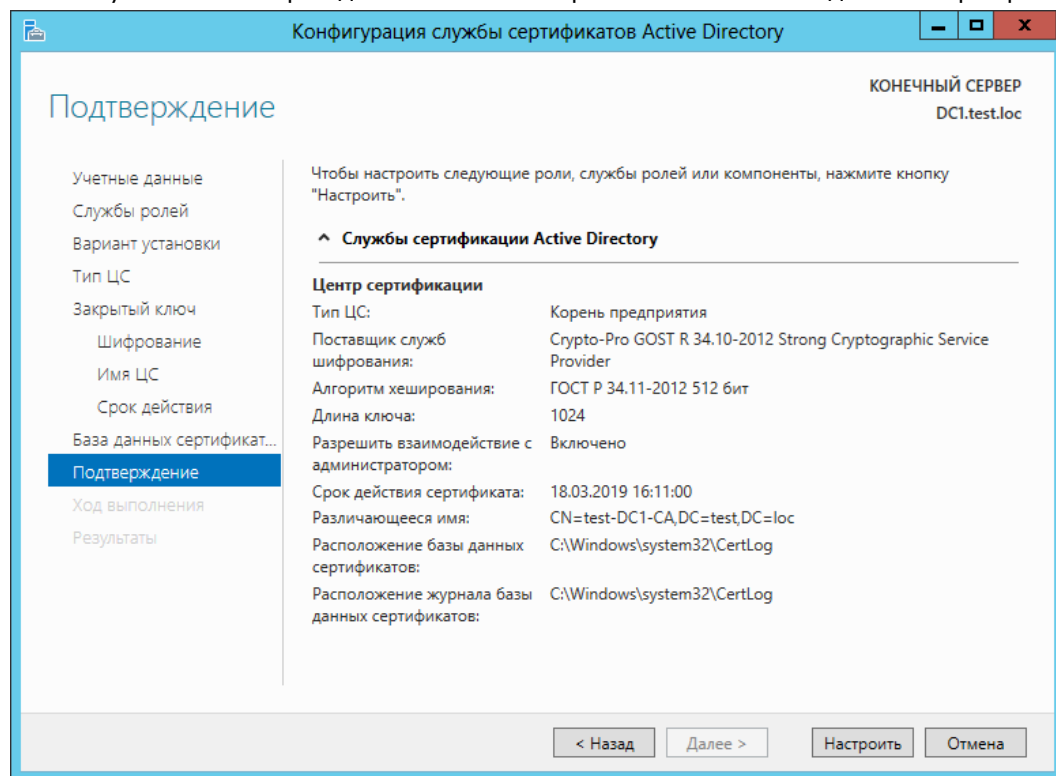 Конфигурация службы сертификатов Active Directory
Подтверждение
КОНЕЧНЫЙ СЕРВЕР
DC1.test.loc
Учетные данные
Службы ролей
Вариант установки
Тип ЦС
Закрытый ключ
Шифрование
Имя ЦС
Срок действия
База данных сертификат...
Подтверждение
Ход выполнения
Результаты
Чтобы настроить следующие роли, службы ролей или компоненты, нажмите кнопку
"Настроить".
Службы сертификации Active Directory
Центр сертификации
Тип ЦС: Корень предприятия
Поставщик служб Crypto-Pro GOST R 34.10-2012 Strong Cryptographic Service
шифрования: Provider
Алгоритм хеширования: ГОСТ Р 34.11-2012 512 бит
Длина ключа: 1024
Разрешить взаимодействие с Включено
администратором:
Срок действия сертификата: 18.03.2019 16:11:00
Различающееся имя: CN=test-DC1-CA,DC=test,DC=loc
Расположение базы данных C:\Windows\system32\CertLog
сертификатов:
Расположение журнала базы C:\Windows\system32\CertLog
данных сертификатов:
< Назад Далее > Настроить Отмена